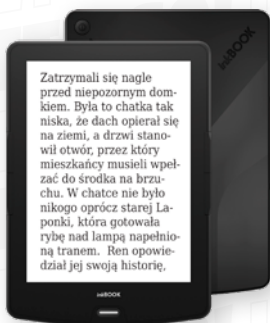 Zatrzymali się nagle
przed niepozornym dom-
kiem. Była to chatka tak
niska, że dach opierał się
na ziemi, a drzwi stano-
wił otwór, przez który
mieszkańcy musieli wpeł-
zać do środka na brzu-
chu. W chatce nie było
nikogo oprócz starej La-
ponki, która gotowała
rybę nad lampą napełnio-
ną tranem.  Ren opowie-
dział jej swoją historię,
inkBOOK
inkBOOK